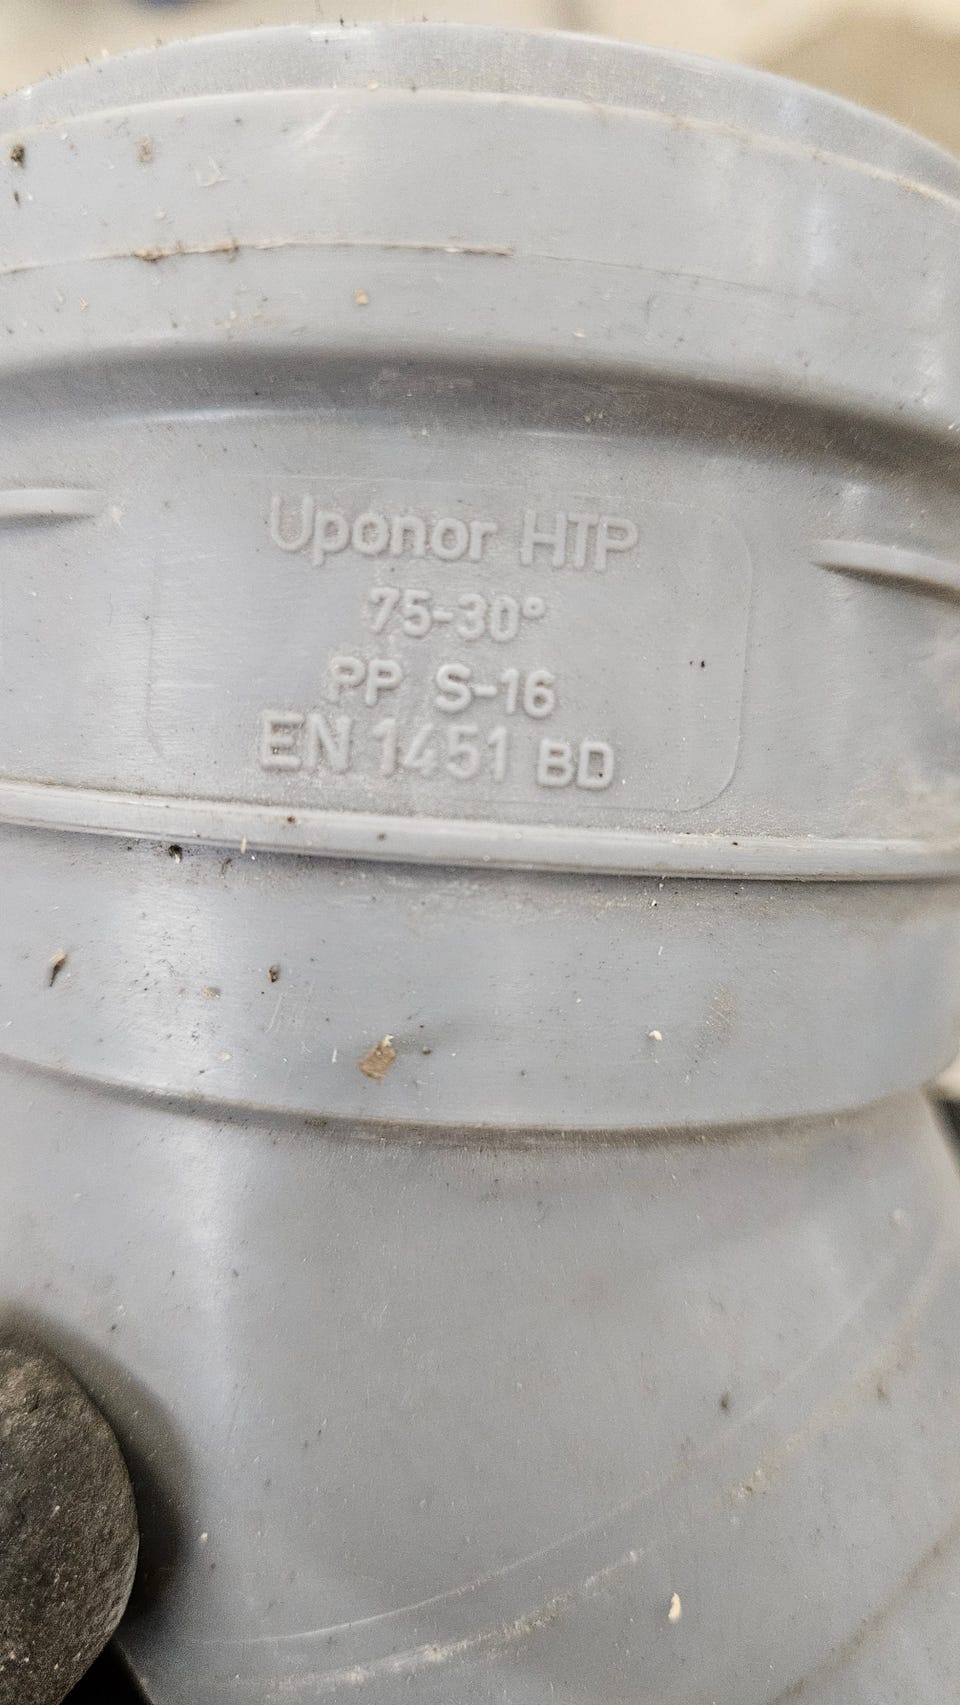 Uponor HTP
75-30°
PP S-16
EN 1451 BD